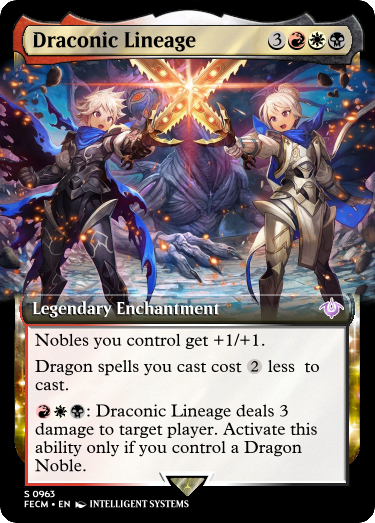 Draconic Lineage 3
Legendary Enchantment
Nobles you control get +1/+1.
Dragon spells you cast cost 2 less to
cast.
: Draconic Lineage deals 3
damage to target player. Activate this
ability only if you control a Dragon
Noble.
S 0963
FECM • EN INTELLIGENT SYSTEMS